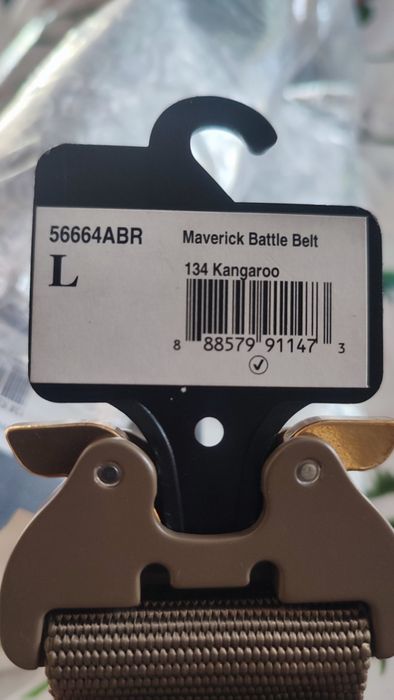 56664ABR Maverick Battle Belt
L
134 Kangaroo
8 88579 91147 3